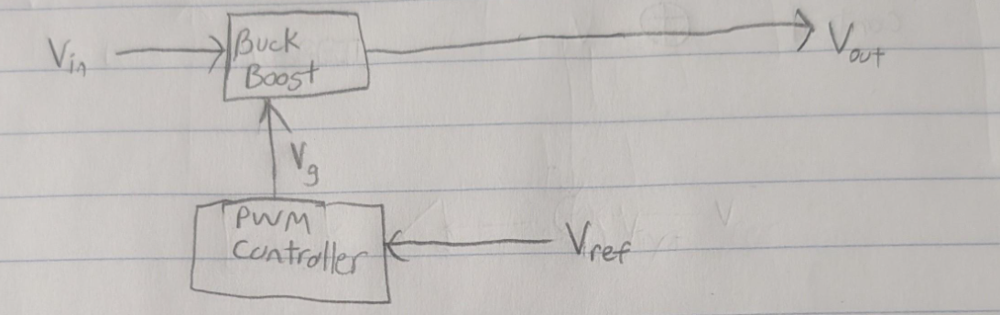 Vin
Buck
Boost
Vout
Vg
PWM
Controller
Vref